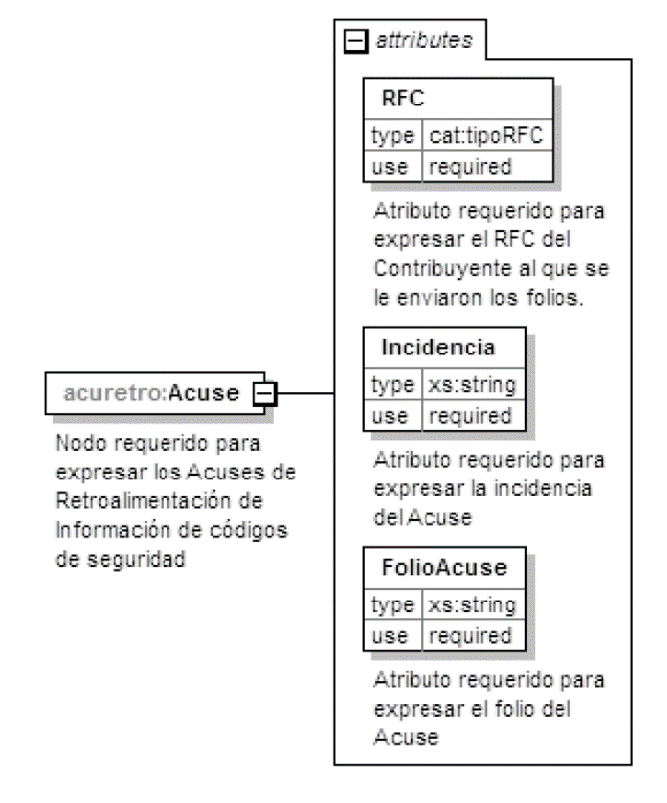 attributes
RFC
type cat:tipoRFC
use required
Atributo requerido para
expresar el RFC del
Contribuyente al que se
le enviaron los folios.
Incidencia
type xs:string
use required
Atributo requerido para
expresar la incidencia
del Acuse
FolioAcuse
type xs:string
use required
Atributo requerido para
expresar el folio del
Acuse
acuretro:Acuse
Nodo requerido para
expresar los Acuses de
Retroalimentación de
Información de códigos
de seguridad